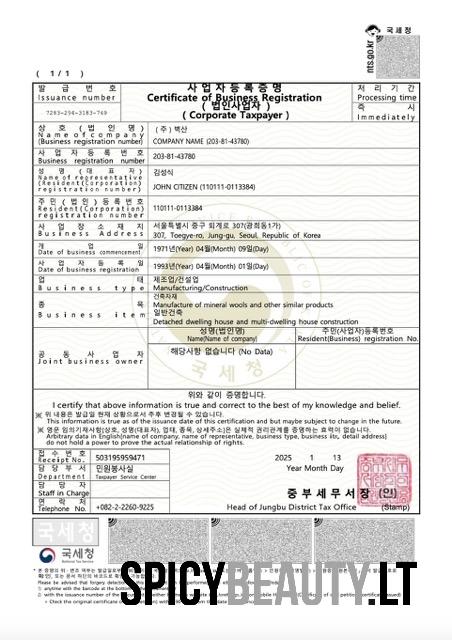 국세청
nts.go.kr
( 1/1 )
발 급 번 호
Issuance number
7283-294-3183-769
사 업 자 등 록 증 명
Certificate of Business Registration
( 법 인 사 업 자 )
( Corporate Taxpayer )
처 리 기 간
Processing time
즉 시
Immediately
상 호 ( 법 인 명 )
Name of company
(Business registration number)
(주) 벽산
COMPANY NAME (203-81-43780)
사 업 자 등 록 번 호
Business registration number
203-81-43780
성 명 ( 대 표 자 )
Name of representative
(Resident(Corporation)
registration number)
김성식
JOHN CITIZEN (110111-0113384)
주 민 ( 법 인 ) 등 록 번 호
Resident(Corporation)
registration number
110111-0113384
사 업 장 소 재 지
Business Address
서울특별시 중구 퇴계로 307(광희동1가)
307, Toegye-ro, Jung-gu, Seoul, Republic of Korea
개 업 일
Date of business commencement
1971년(Year) 04월(Month) 09일(Day)
사 업 자 등 록 일
Date of business registration
1993년(Year) 04월(Month) 01일(Day)
업 태
Business type
제조업/건설업
Manufacturing/Construction
종 목
Business item
건축자재
Manufacture of mineral wools and other similar products
일반건축
Detached dwelling house and multi-dwelling house construction
공 동 사 업 자
Joint business owner
성명(법인명)
Name(Name of company)
주민(사업자)등록번호
Resident(Business) registration No.
해당사항 없습니다 (No Data)
위와 같이 증명합니다.
I certify that above information is true and correct to the best of my knowledge and belief.
※ 위 내용은 발급일 현재 상황으로서 추후 변경될 수 있습니다.
This information is true as of the issuance date of this certification but may be subject to change in the future.
※ 영문 임의기재사항(상호, 성명(대표자), 업태, 종목, 상세주소)은 실제적 권리관계를 증명하는 효력이 없습니다.
Arbitrary data in English(name of company, name of representative, business type, business item, detail address)
do not hold a power to prove the actual relationship of rights.
접 수 번 호
Receipt No.
503195959471
담 당 부 서
Department
민원봉사실
Taxpayer Service Center
담 당 자
Staff in Charge
연 락 처
Telephone No.
+082-2-2260-9225
2025 1 13
Year Month Day
중 부 세 무 서 장 (인)
Head of Jungbu District Tax Office (Stamp)
국세청
국세청
National Tax Service
SPICYBEAUTY.LT